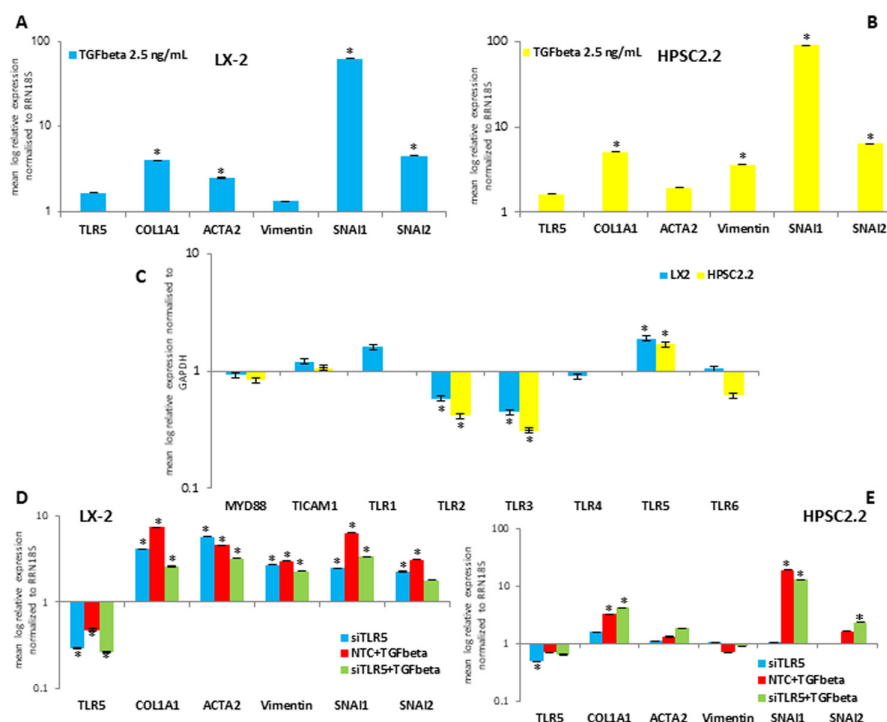 A
B
mean log relative expression
normalised to RRN18S
100
10
1
TGFbeta 2.5 ng/mL
LX-2
*
*
*
*
TLR5 COL1A1 ACTA2 Vimentin SNAI1 SNAI2
mean log relative expression
normalized to RRN18S
100
10
1
TGFbeta 2.5 ng/mL
HPSC2.2
*
*
*
*
TLR5 COL1A1 ACTA2 Vimentin SNAI1 SNAI2
C
mean log relative expression normalised to
GAPDH
10
1
0.1
LX2 HPSC2.2
* *
* * * *
MYD88 TICAM1 TLR1 TLR2 TLR3 TLR4 TLR5 TLR6
D
LX-2
mean log relative expression
normalized to RRN18S
10
1
0.1
* * * * * * * * * * * * * *
* * *
siTLR5
NTC+TGFbeta
siTLR5+TGFbeta
TLR5 COL1A1 ACTA2 Vimentin SNAI1 SNAI2
E
HPSC2.2
mean log relative expression
normalized to RRN18S
100
10
1
0.1
* * * * *
*
siTLR5
NTC+TGFbeta
siTLR5+TGFbeta
TLR5 COL1A1 ACTA2 Vimentin SNAI1 SNAI2